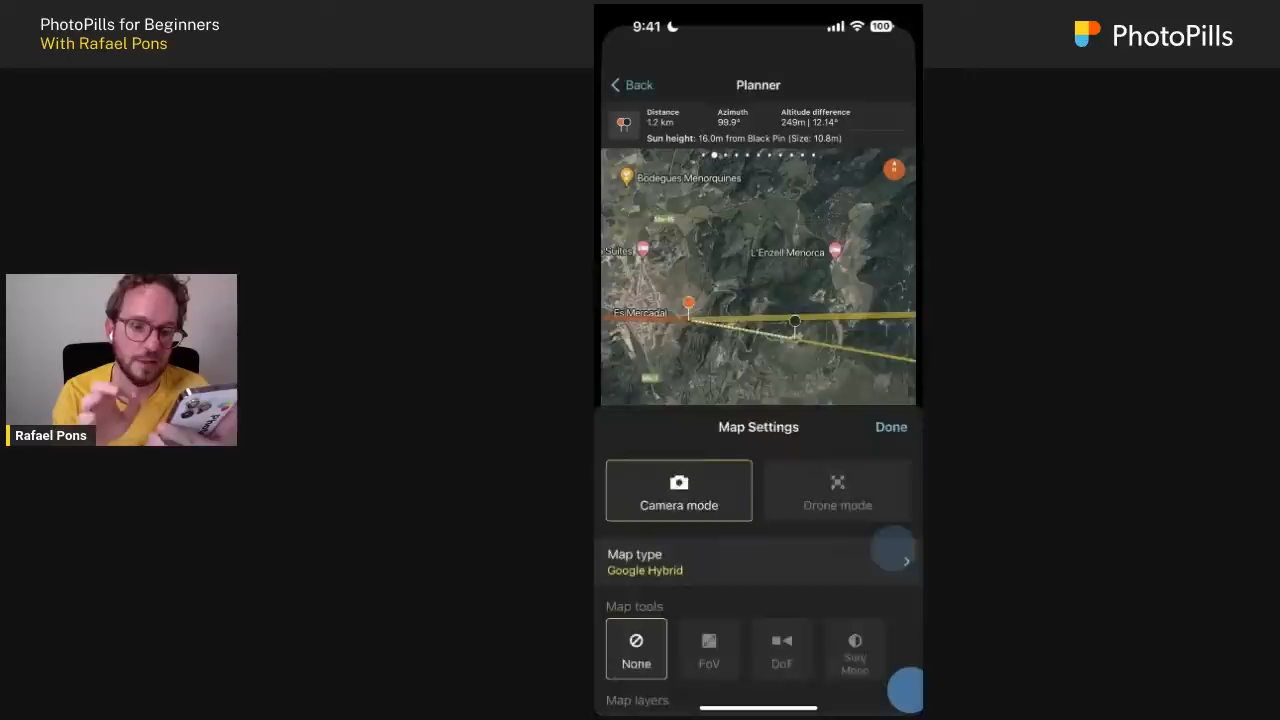 PhotoPills for Beginners
With Rafael Pons
PhotoPills
9:41
100
Back
Planner
Distance
Azimuth
Altitude difference
1.2 km
99.9°
249m | 12.14°
Sun height: 16.0m from Black Pin (Size: 10.8m)
Bodegues Menorquines
Suites
L'Enzell Menorca
Es Mercadal
Rafael Pons
Map Settings
Done
Camera mode
Drone mode
Map type
Google Hybrid
Map tools
None
FoV
DoF
Map layers